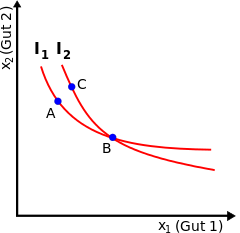 x₂ (Gut 2)
I₁ I₂
C
A
B
x₁ (Gut 1)